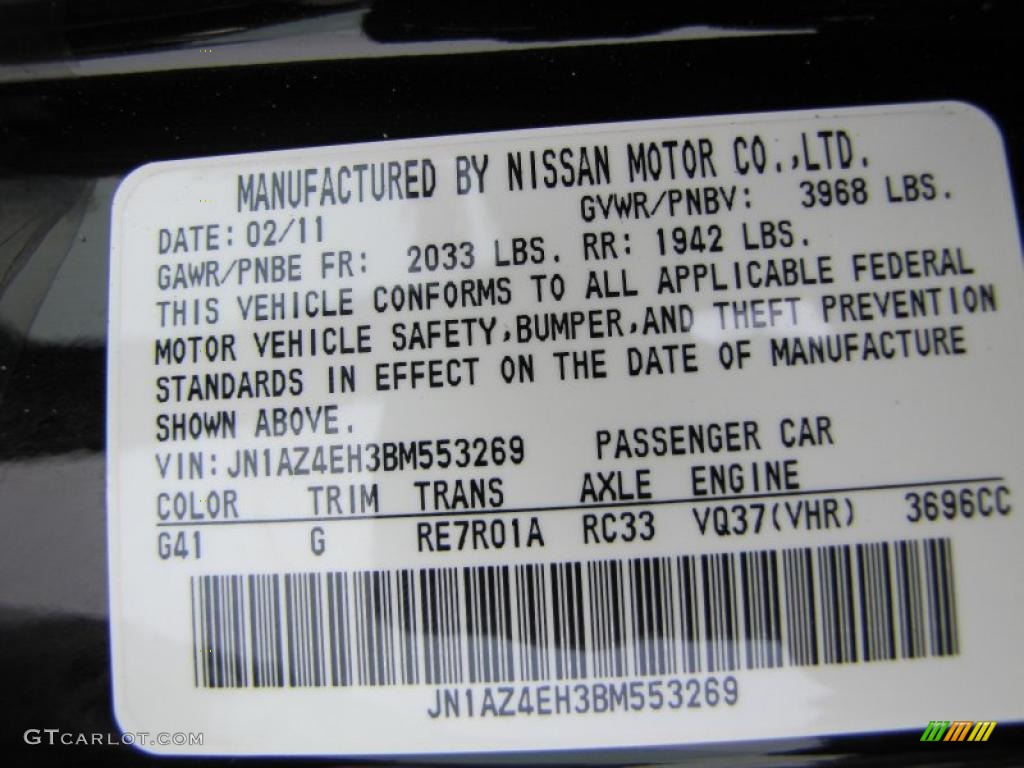 MANUFACTURED BY NISSAN MOTOR CO.,LTD.
DATE: 02/11 GVWR/PNBV: 3968 LBS.
GAWR/PNBE FR: 2033 LBS. RR: 1942 LBS.
THIS VEHICLE CONFORMS TO ALL APPLICABLE FEDERAL
MOTOR VEHICLE SAFETY,BUMPER,AND THEFT PREVENTION
STANDARDS IN EFFECT ON THE DATE OF MANUFACTURE
SHOWN ABOVE.
VIN: JN1AZ4EH3BM553269 PASSENGER CAR
COLOR TRIM TRANS AXLE ENGINE
G41 G RE7R01A RC33 VQ37(VHR) 3696CC
JN1AZ4EH3BM553269
GTCARLOT.COM